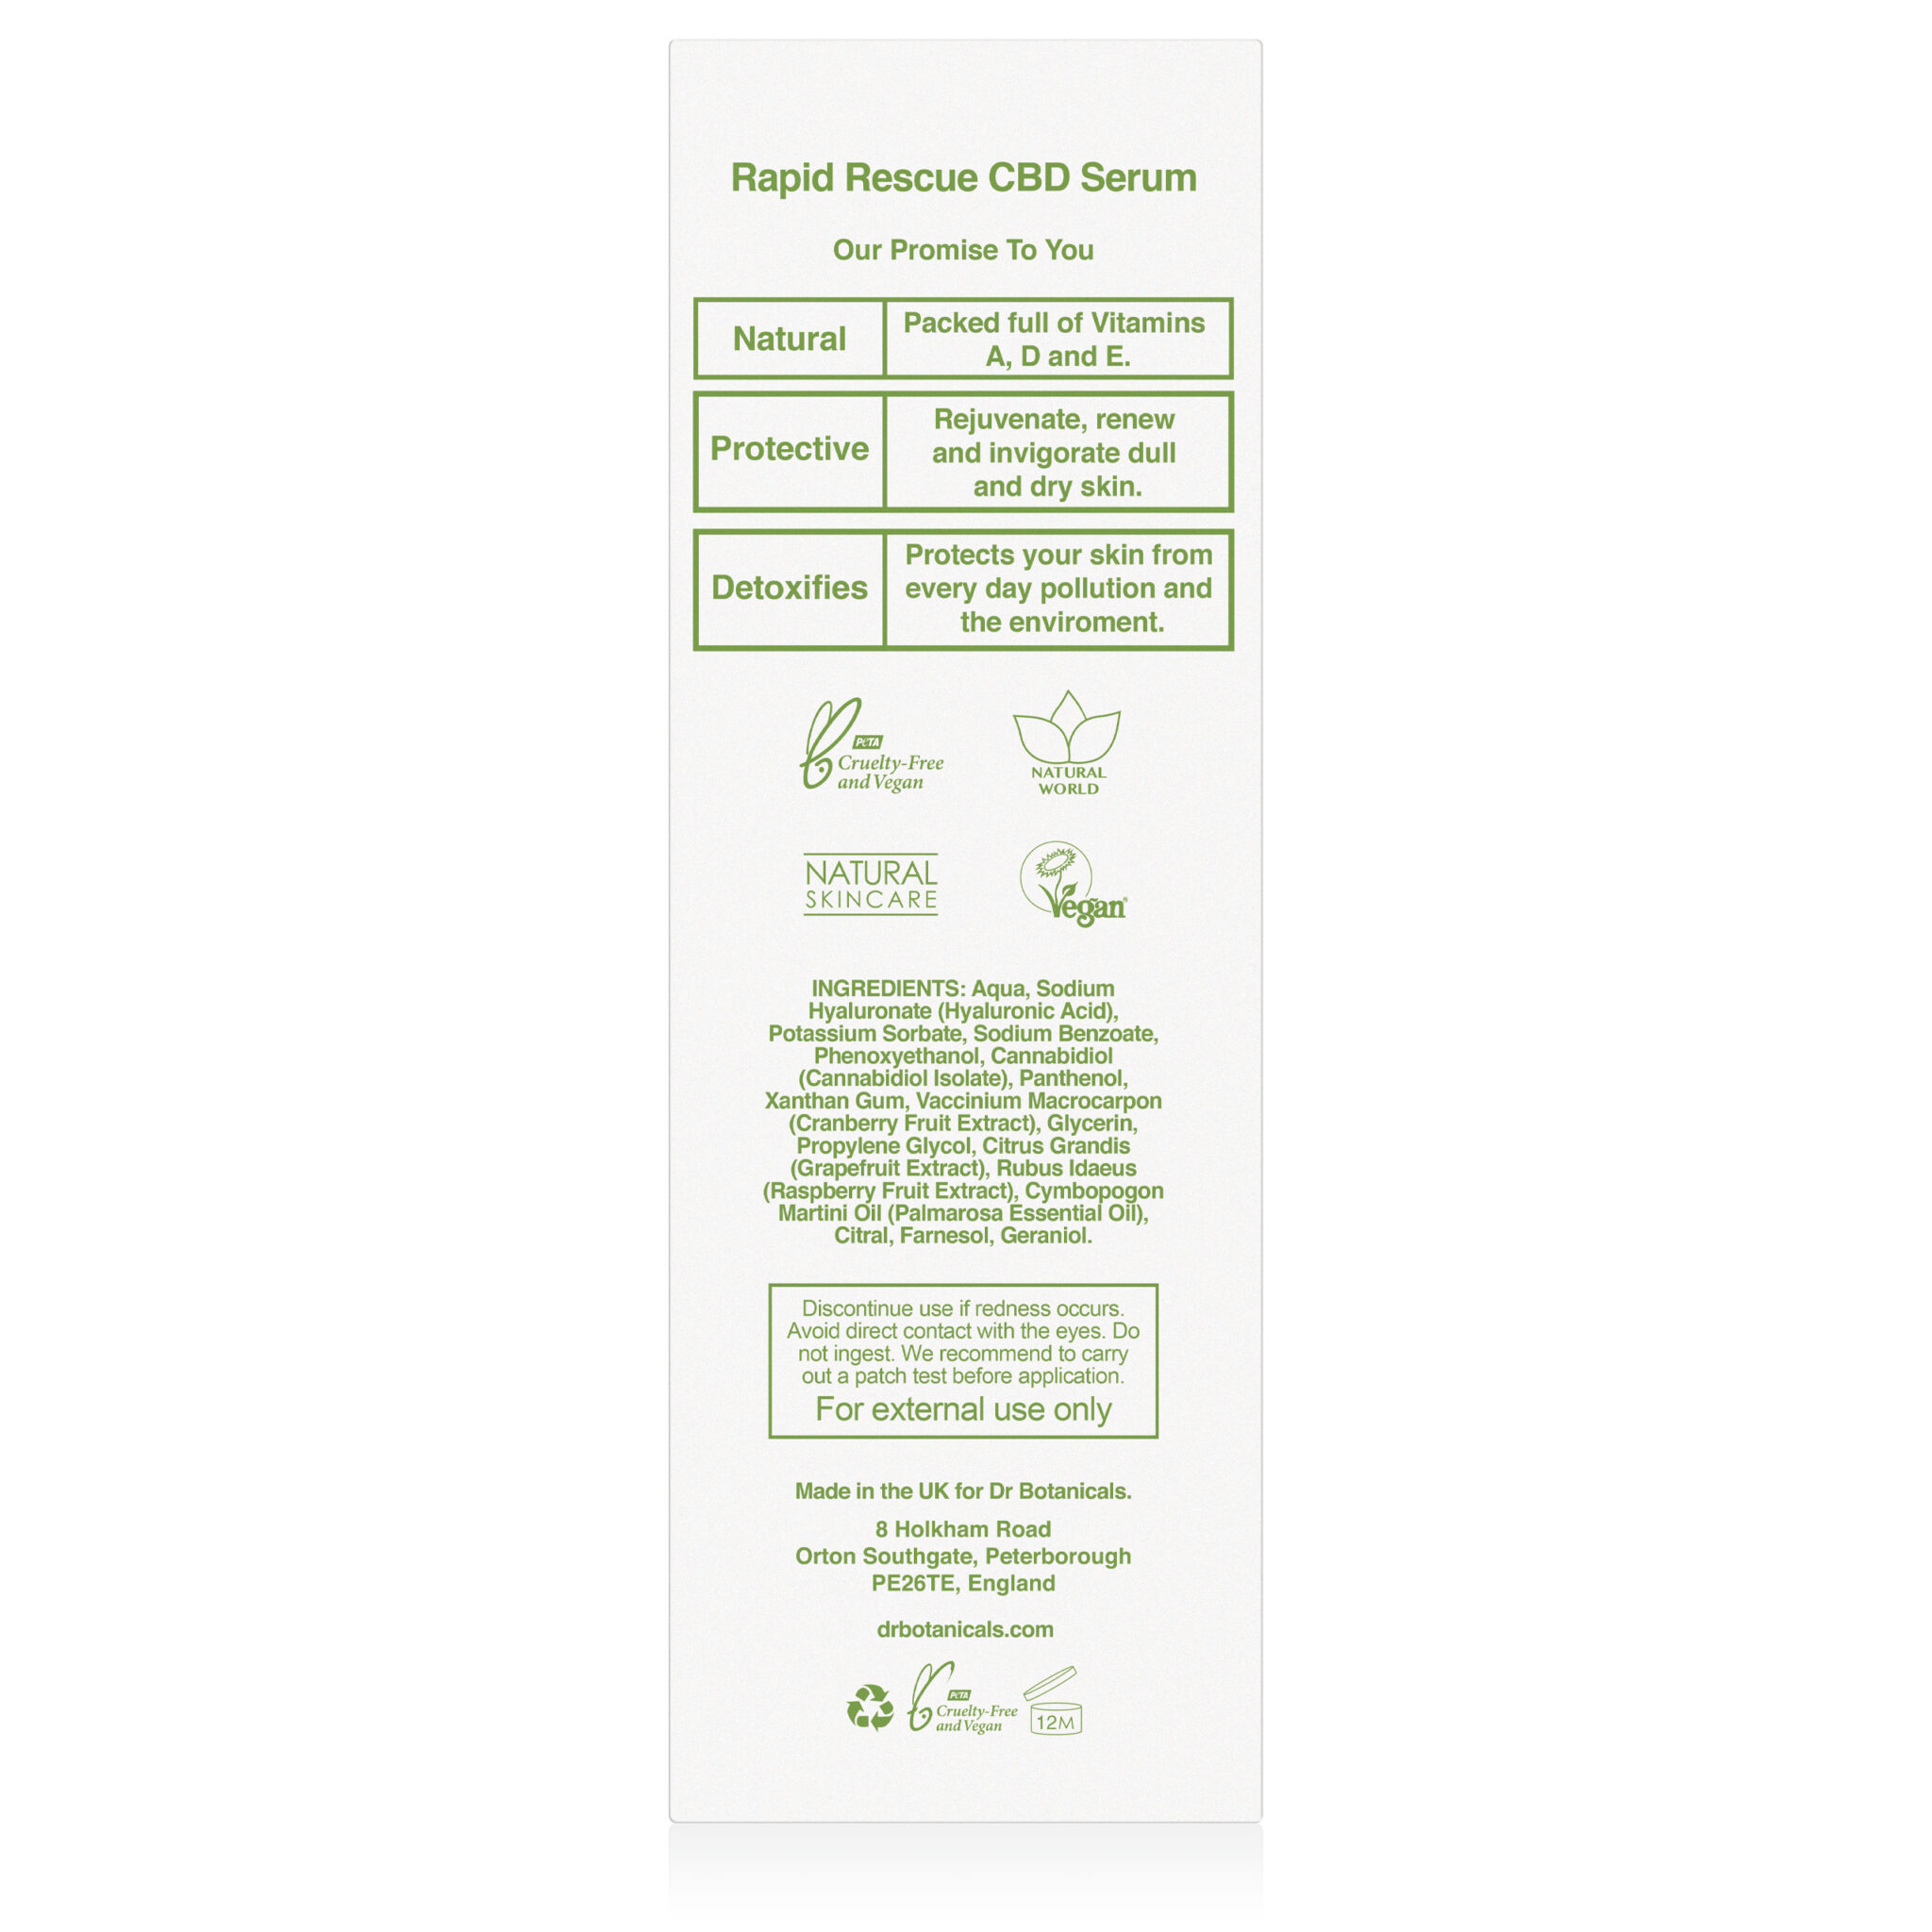 Rapid Rescue CBD Serum
Our Promise To You
Natural
Packed full of Vitamins
A, D and E.
Protective
Rejuvenate, renew
and invigorate dull
and dry skin.
Detoxifies
Protects your skin from
every day pollution and
the enviroment.
PETA
Cruelty-Free
and Vegan
NATURAL
WORLD
NATURAL
SKINCARE
Vegan®
INGREDIENTS: Aqua, Sodium
Hyaluronate (Hyaluronic Acid),
Potassium Sorbate, Sodium Benzoate,
Phenoxyethanol, Cannabidiol
(Cannabidiol Isolate), Panthenol,
Xanthan Gum, Vaccinium Macrocarpon
(Cranberry Fruit Extract), Glycerin,
Propylene Glycol, Citrus Grandis
(Grapefruit Extract), Rubus Idaeus
(Raspberry Fruit Extract), Cymbopogon
Martini Oil (Palmarosa Essential Oil),
Citral, Farnesol, Geraniol.
Discontinue use if redness occurs.
Avoid direct contact with the eyes. Do
not ingest. We recommend to carry
out a patch test before application.
For external use only
Made in the UK for Dr Botanicals.
8 Holkham Road
Orton Southgate, Peterborough
PE26TE, England
drbotanicals.com
PETA
Cruelty-Free
and Vegan
12M